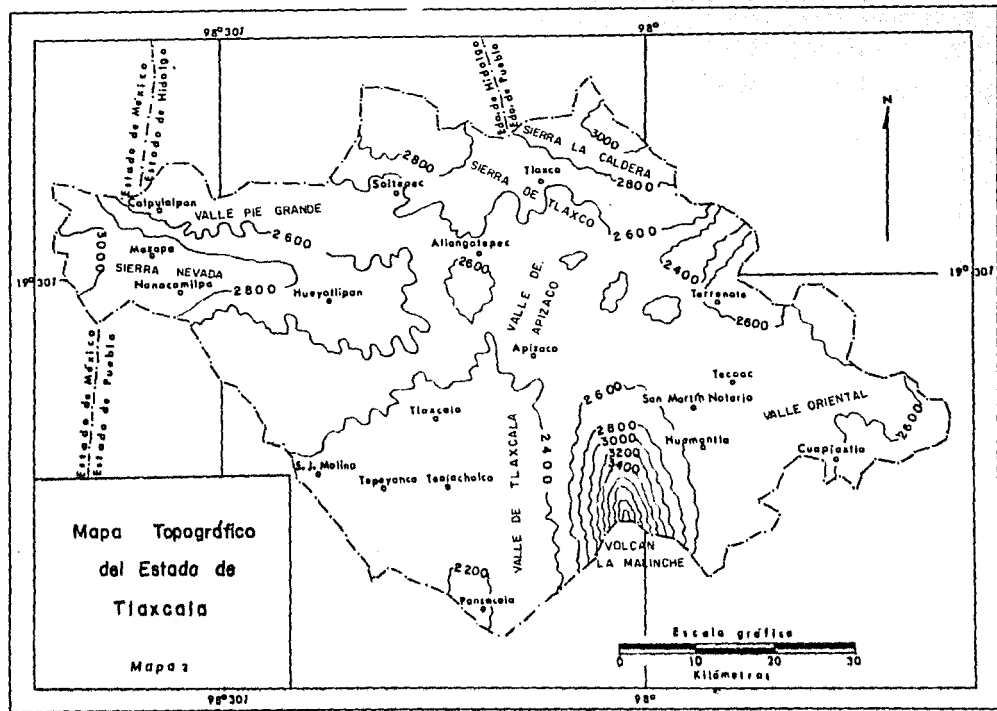 98°30'
98°
Estado de México
Estado de Hidalgo
Edo. de Hidalgo
Edo. de Puebla
N
3000
SIERRA LA CALDERA
2800
2800
Soltepec
SIERRA DE TLAXCO
Tlaxco
Calpulalpan
VALLE PIE GRANDE
2600
2600
Atlangatepec
2600
2400
3000
Mazapa
SIERRA NEVADA
Nanacamilpa
2800
Hueyotlipan
19°30'
19°30'
VALLE DE
APIZACO
Terrenate
2600
Apizaco
Estado de México
Estado de Puebla
Tecoac
2600
San Martín Notario
VALLE ORIENTAL
2600
Tlaxcala
2400
2800
3000
3200
3400
Huamantla
Cuapiaxtla
S. J. Molino
Tepeyanco
Teolocholco
VALLE DE TLAXCALA
VOLCAN
LA MALINCHE
2200
Panzacola
Mapa Topográfico
del Estado de
Tlaxcala
Mapa 2
Escala gráfica
0 10 20 30
Kilómetros
98°30'
98°